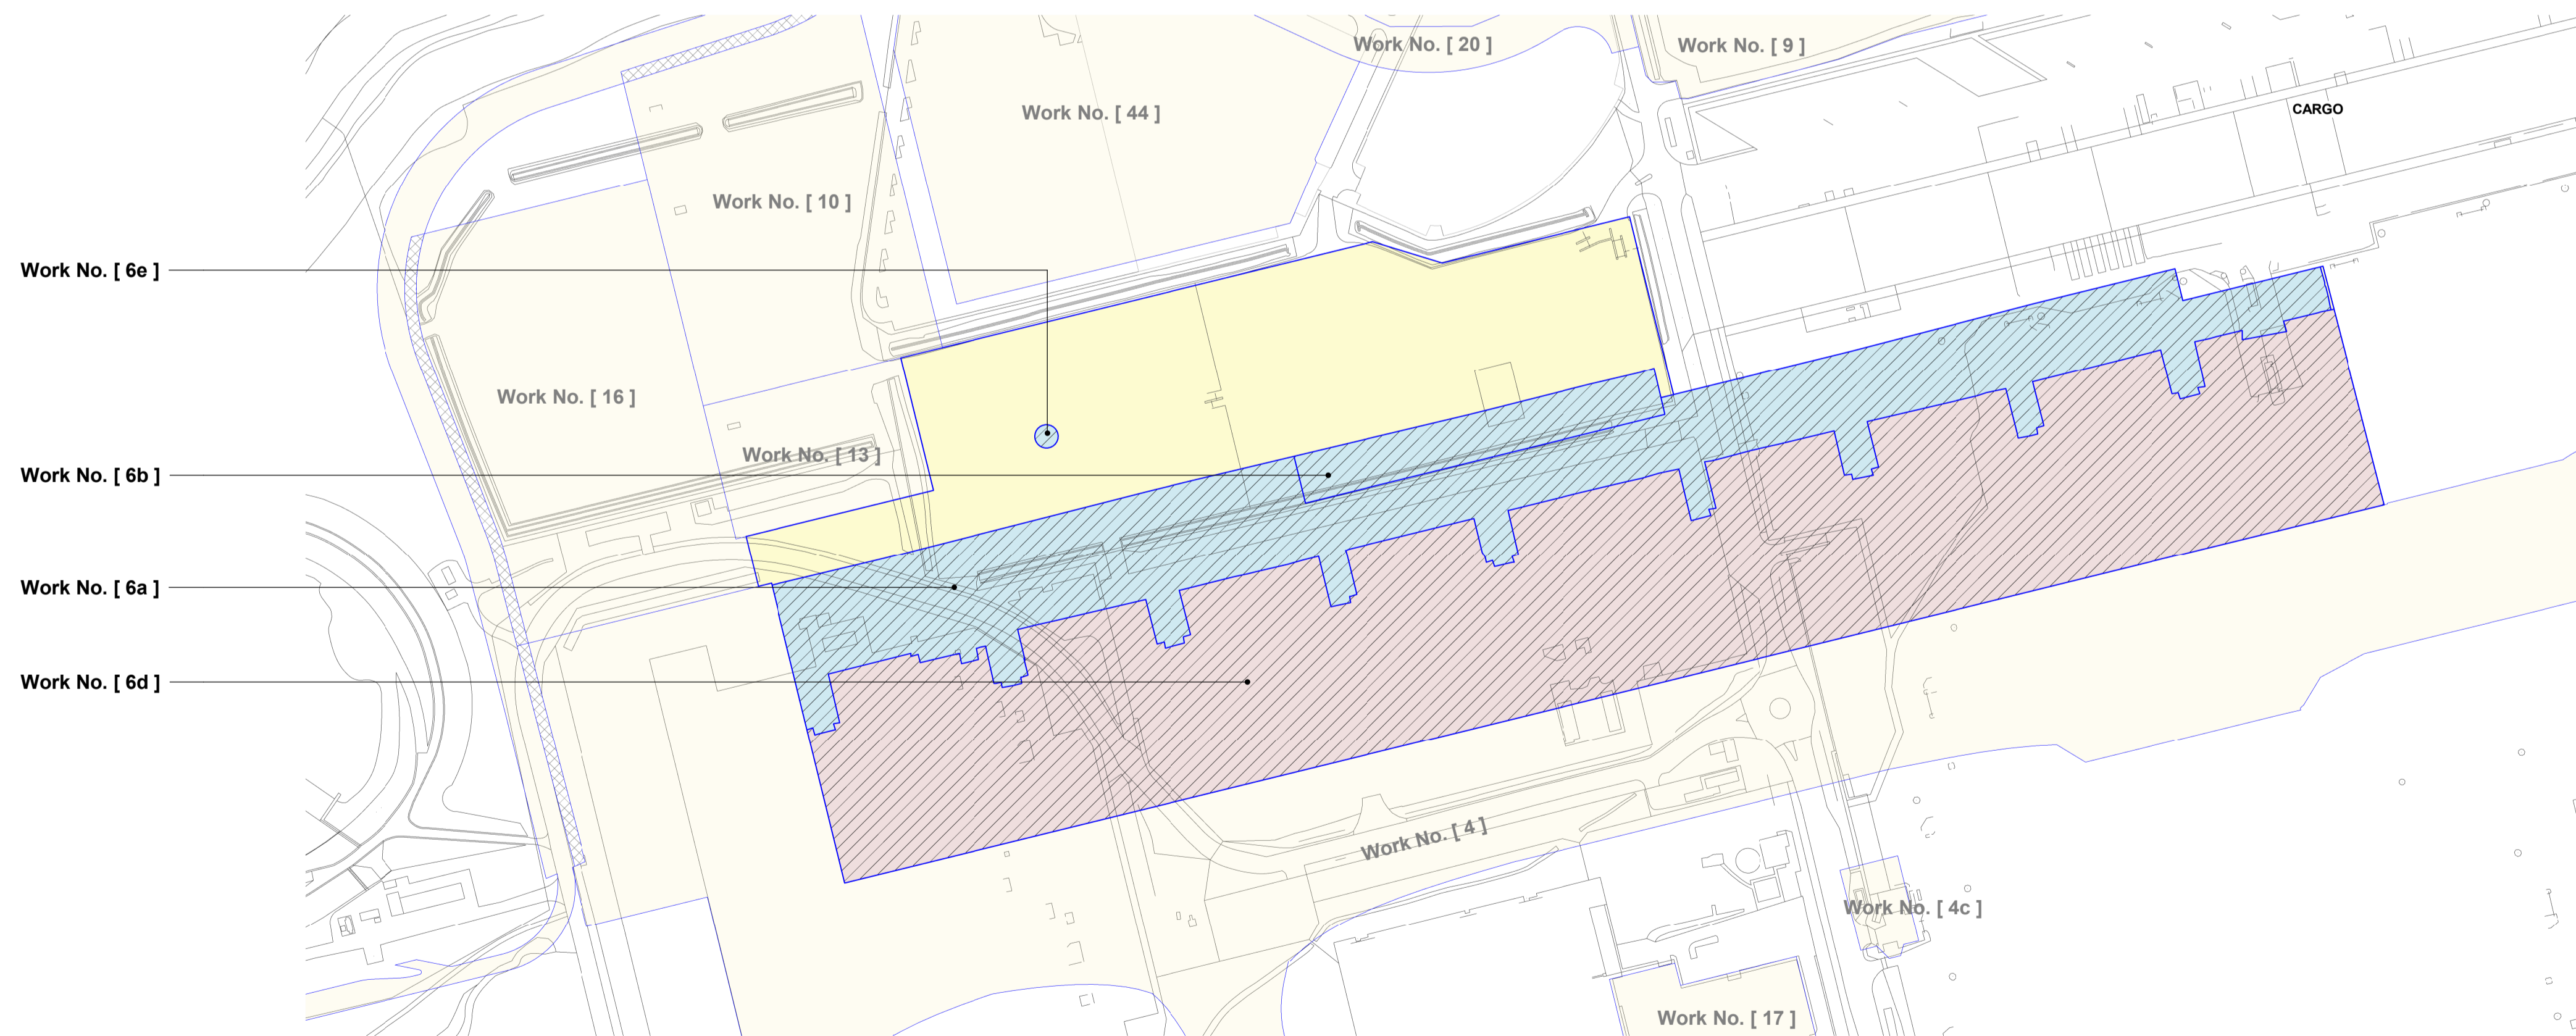 Work No. [ 20 ]
Work No. [ 9 ]
CARGO
Work No. [ 44 ]
Work No. [ 10 ]
Work No. [ 6e ]
Work No. [ 16 ]
Work No. [ 13 ]
Work No. [ 6b ]
Work No. [ 6a ]
Work No. [ 6d ]
Work No. [ 4 ]
Work No. [ 4c ]
Work No. [ 17 ]